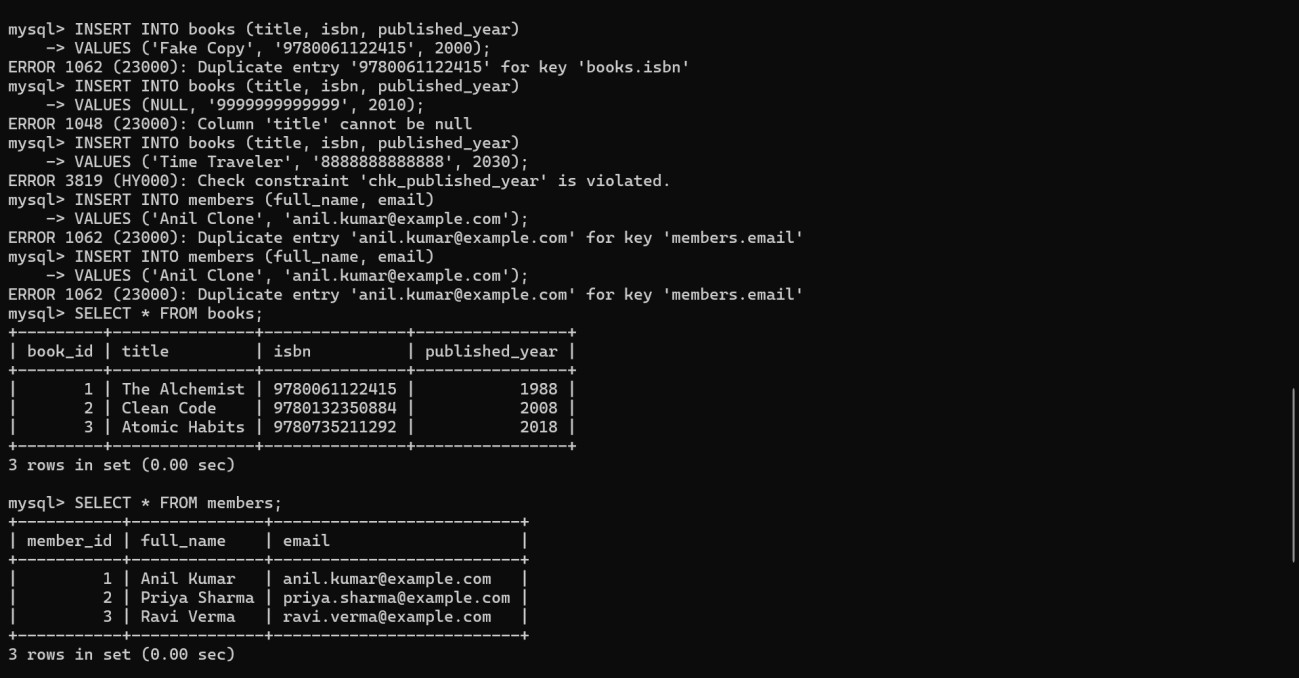 mysql> INSERT INTO books (title, isbn, published_year)
    -> VALUES ('Fake Copy', '9780061122415', 2000);
ERROR 1062 (23000): Duplicate entry '9780061122415' for key 'books.isbn'
mysql> INSERT INTO books (title, isbn, published_year)
    -> VALUES (NULL, '9999999999999', 2010);
ERROR 1048 (23000): Column 'title' cannot be null
mysql> INSERT INTO books (title, isbn, published_year)
    -> VALUES ('Time Traveler', '8888888888888', 2030);
ERROR 3819 (HY000): Check constraint 'chk_published_year' is violated.
mysql> INSERT INTO members (full_name, email)
    -> VALUES ('Anil Clone', 'anil.kumar@example.com');
ERROR 1062 (23000): Duplicate entry 'anil.kumar@example.com' for key 'members.email'
mysql> INSERT INTO members (full_name, email)
    -> VALUES ('Anil Clone', 'anil.kumar@example.com');
ERROR 1062 (23000): Duplicate entry 'anil.kumar@example.com' for key 'members.email'
mysql> SELECT * FROM books;
+---------+---------------+---------------+----------------+
| book_id | title         | isbn          | published_year |
+---------+---------------+---------------+----------------+
|       1 | The Alchemist | 9780061122415 |           1988 |
|       2 | Clean Code    | 9780132350884 |           2008 |
|       3 | Atomic Habits | 9780735211292 |           2018 |
+---------+---------------+---------------+----------------+
3 rows in set (0.00 sec)

mysql> SELECT * FROM members;
+-----------+--------------+--------------------------+
| member_id | full_name    | email                    |
+-----------+--------------+--------------------------+
|         1 | Anil Kumar   | anil.kumar@example.com   |
|         2 | Priya Sharma | priya.sharma@example.com |
|         3 | Ravi Verma   | ravi.verma@example.com   |
+-----------+--------------+--------------------------+
3 rows in set (0.00 sec)